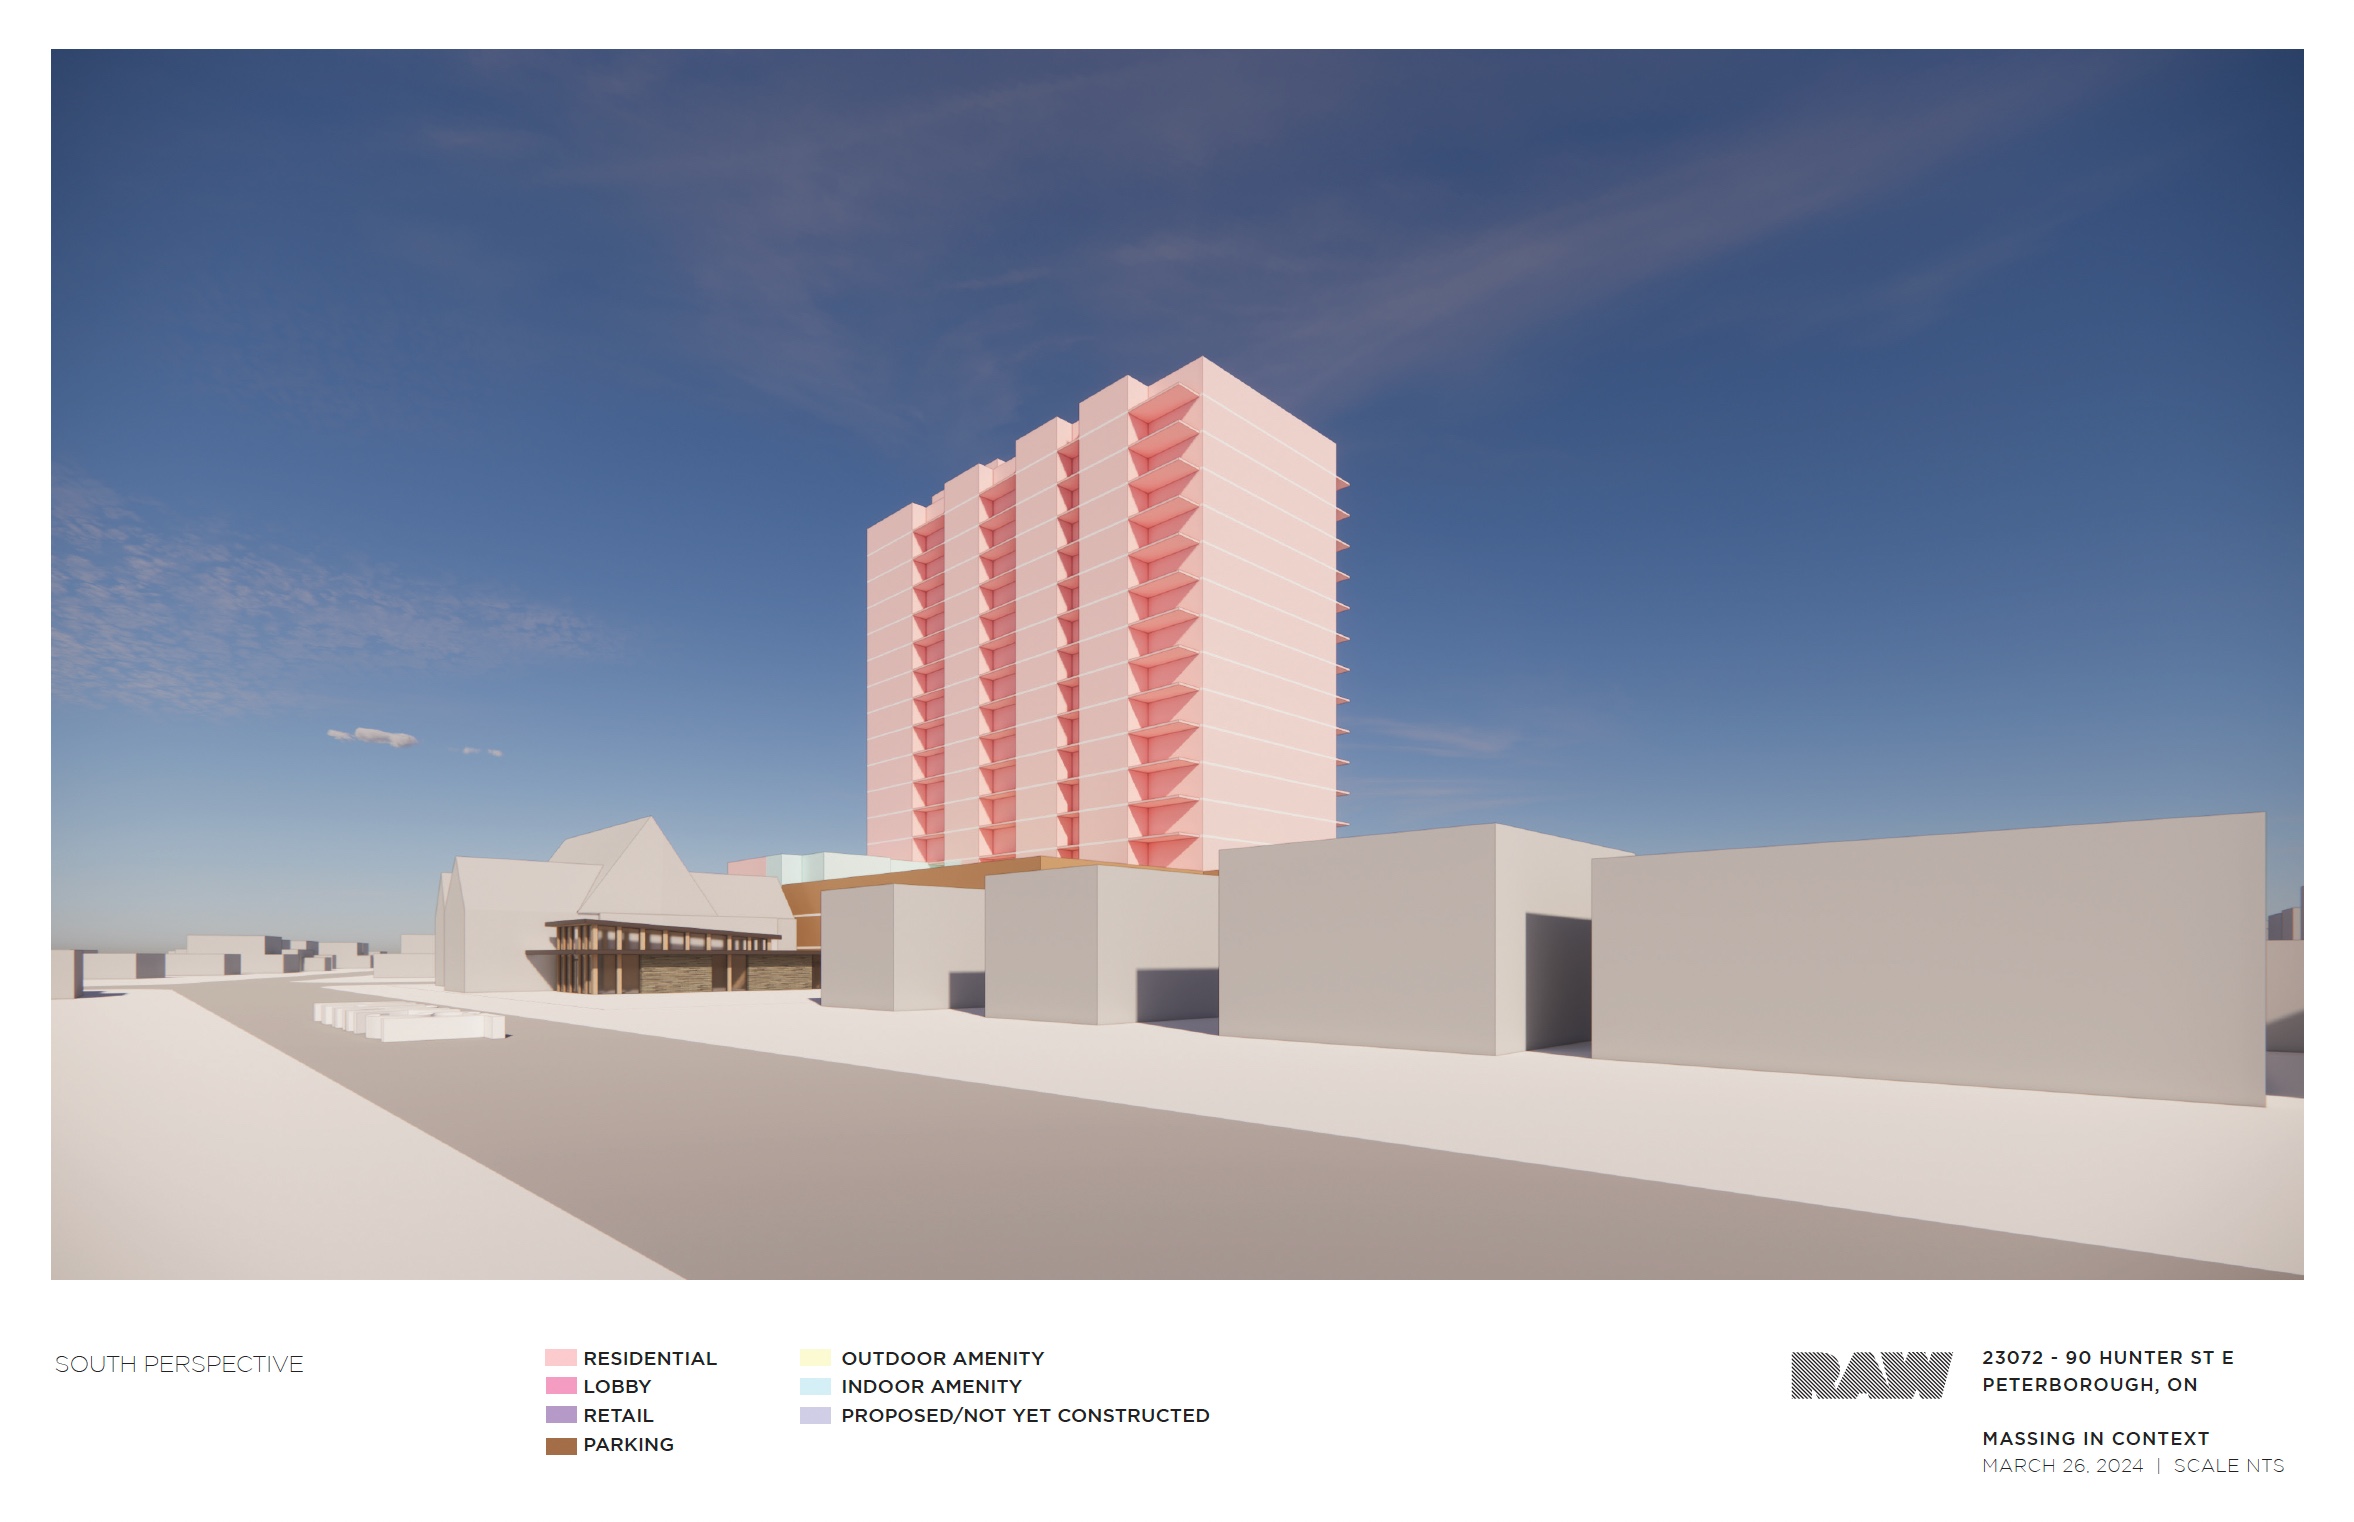 SOUTH PERSPECTIVE
RESIDENTIAL
LOBBY
RETAIL
PARKING
OUTDOOR AMENITY
INDOOR AMENITY
PROPOSED/NOT YET CONSTRUCTED
RAW
23072 - 90 HUNTER ST E
PETERBOROUGH, ON
MASSING IN CONTEXT
MARCH 26, 2024 | SCALE NTS